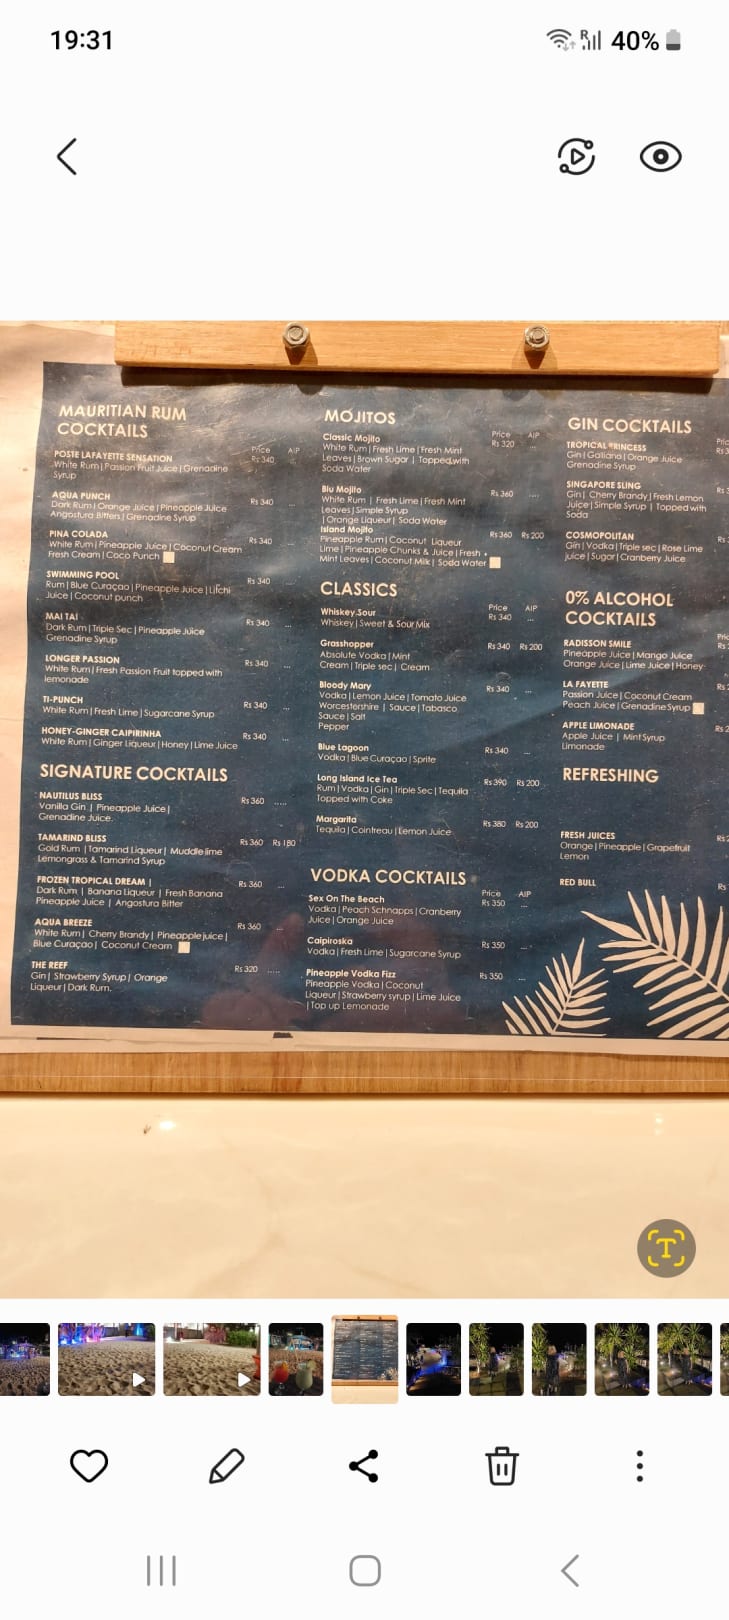 19:31
R
40%
MAURITIAN RUM
COCKTAILS
Price AIP
POSSE LAFAYETTE SENSATION
Rs 340
White Rum | Passion Fruit Juice | Grenadine
Syrup
AQUA PUNCH
Rs 340 ...
Dark Rum | Orange Juice | Pineapple Juice
Angostura Bitters | Grenadine Syrup
PINA COLADA
Rs 340 ...
White Rum | Pineapple Juice | Coconut Cream
Fresh Cream | Coco Punch
SWIMMING POOL
Rs 340 ...
Rum | Blue Curaçao | Pineapple Juice | Litchi
Juice | Coconut punch
MAI TAI
Rs 340 ...
Dark Rum | Triple Sec | Pineapple Juice
Grenadine Syrup
LONGER PASSION
Rs 340 ...
White Rum | Fresh Passion Fruit topped with
lemonade
TI-PUNCH
Rs 340 ...
White Rum | Fresh Lime | Sugarcane Syrup
HONEY-GINGER CAIPIRINHA
Rs 340 ...
White Rum | Ginger Liqueur | Honey | Lime Juice
SIGNATURE COCKTAILS
NAUTILUS BLISS
Rs 360 .....
Vanilla Gin | Pineapple Juice |
Grenadine Juice
TAMARIND BLISS
Rs 360 Rs 180
Gold Rum | Tamarind Liqueur | Muddle lime
Lemongrass & Tamarind Syrup
FROZEN TROPICAL DREAM |
Rs 360 ...
Dark Rum | Banana Liqueur | Fresh Banana
Pineapple Juice | Angostura Bitter
AQUA BREEZE
Rs 360 ...
White Rum | Cherry Brandy | Pineapple juice |
Blue Curaçao | Coconut Cream
THE REEF
Rs 320 .....
Gin | Strawberry Syrup | Orange
Liqueur | Dark Rum.
MOJITOS
Price AIP
Classic Mojito
Rs 320 ...
White Rum | Fresh Lime | Fresh Mint
Leaves | Brown Sugar | Topped with
Soda Water
Blu Mojito
Rs 360 ....
White Rum | Fresh Lime | Fresh Mint
Leaves | Simple Syrup
| Orange Liqueur | Soda Water
Island Mojito
Rs 360 Rs 200
Pineapple Rum | Coconut Liqueur
Lime | Pineapple Chunks & Juice | Fresh
Mint Leaves | Coconut Milk | Soda Water
CLASSICS
Price AIP
Whiskey Sour
Rs 340 ...
Whiskey | Sweet & Sour Mix
Grasshopper
Rs 340 Rs 200
Absolute Vodka | Mint
Cream | Triple sec | Cream
Bloody Mary
Rs 340 ...
Vodka | Lemon Juice | Tomato Juice
Worcestershire | Sauce | Tabasco
Sauce | Salt
Pepper
Blue Lagoon
Rs 340 ...
Vodka | Blue Curaçao | Sprite
Long Island Ice Tea
Rs 390 Rs 200
Rum | Vodka | Gin | Triple Sec | Tequila
Topped with Coke
Margarita
Rs 380 Rs 200
Tequila | Cointreau | Lemon Juice
VODKA COCKTAILS
Price AIP
Sex On The Beach
Rs 350 ...
Vodka | Peach Schnapps | Cranberry
Juice | Orange Juice
Caipiroska
Rs 350 ...
Vodka | Fresh Lime | Sugarcane Syrup
Pineapple Vodka Fizz
Rs 350 ...
Pineapple Vodka | Coconut
Liqueur | Strawberry syrup | Lime Juice
| Top up Lemonade
GIN COCKTAILS
TROPICAL PRINCESS
Gin | Galiano | Orange Juice
Grenadine Syrup
SINGAPORE SLING
Gin | Cherry Brandy | Fresh Lemon
Juice | Simple Syrup | Topped with
Soda
COSMOPOLITAN
Rs
Gin | Vodka | Triple sec | Rose Lime
juice | Sugar | Cranberry Juice
0% ALCOHOL
COCKTAILS
RADISSON SMILE
Pineapple Juice | Mango Juice
Orange Juice | Lime Juice | Honey
LA FAYETTE
Passion Juice | Coconut Cream
Peach Juice | Grenadine Syrup
APPLE LIMONADE
Apple Juice | Mint Syrup
Limonade
REFRESHING
FRESH JUICES
Orange | Pineapple | Grapefruit
Lemon
RED BULL
Rs
T